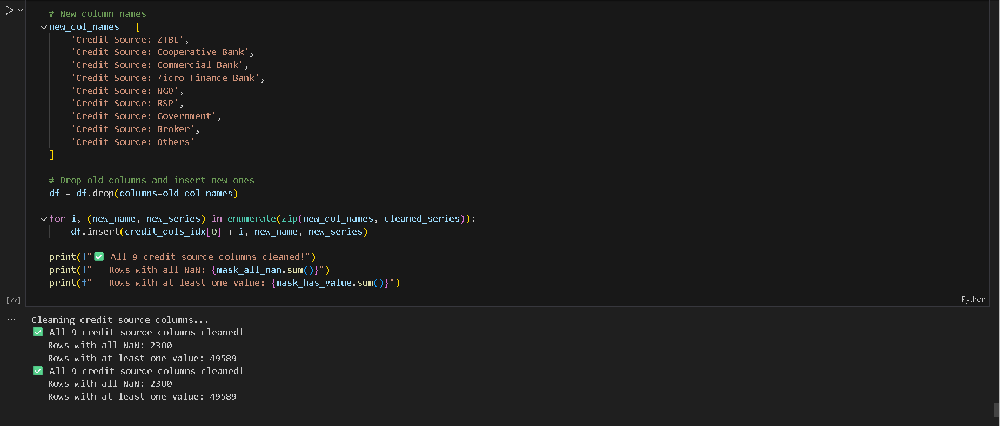 # New column names
new_col_names = [
    'Credit Source: ZTBL',
    'Credit Source: Cooperative Bank',
    'Credit Source: Commercial Bank',
    'Credit Source: Micro Finance Bank',
    'Credit Source: NGO',
    'Credit Source: RSP',
    'Credit Source: Government',
    'Credit Source: Broker',
    'Credit Source: Others'
]
# Drop old columns and insert new ones
df = df.drop(columns=old_col_names)
for i, (new_name, new_series) in enumerate(zip(new_col_names, cleaned_series)):
    df.insert(credit_cols_idx[0] + i, new_name, new_series)
print(f"✅ All 9 credit source columns cleaned!")
print(f"   Rows with all NaN: {mask_all_nan.sum()}")
print(f"   Rows with at least one value: {mask_has_value.sum()}")
[77]
Python
... Cleaning credit source columns...
✅ All 9 credit source columns cleaned!
   Rows with all NaN: 2300
   Rows with at least one value: 49589
✅ All 9 credit source columns cleaned!
   Rows with all NaN: 2300
   Rows with at least one value: 49589